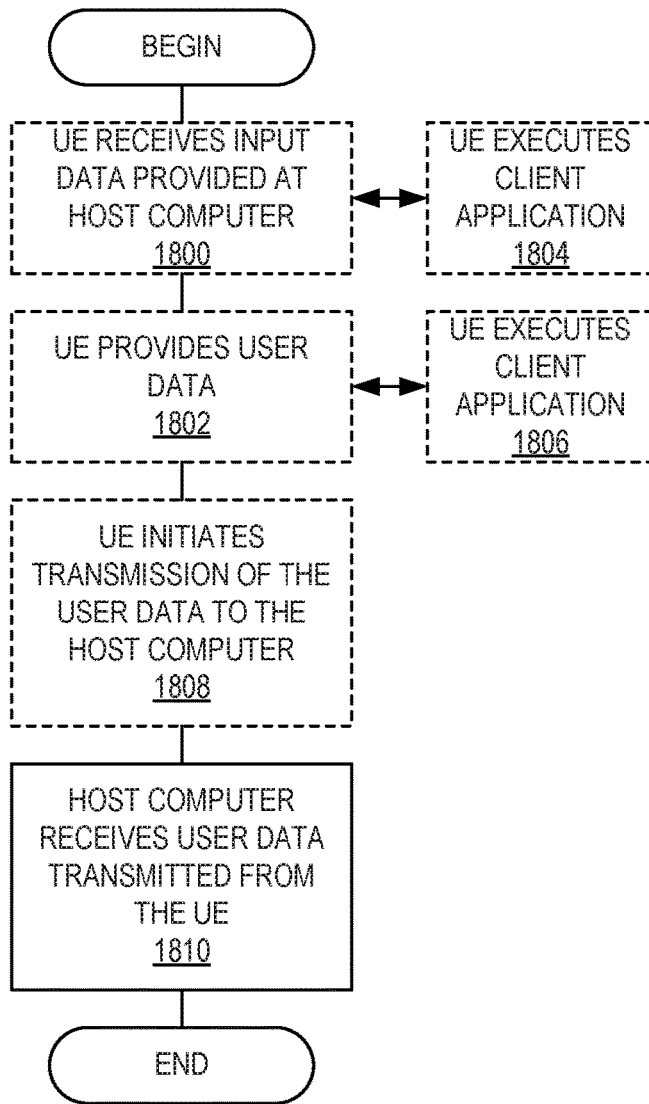 BEGIN
UE RECEIVES INPUT
DATA PROVIDED AT
HOST COMPUTER
1800
UE EXECUTES
CLIENT
APPLICATION
1804
UE PROVIDES USER
DATA
1802
UE EXECUTES
CLIENT
APPLICATION
1806
UE INITIATES
TRANSMISSION OF THE
USER DATA TO THE
HOST COMPUTER
1808
HOST COMPUTER
RECEIVES USER DATA
TRANSMITTED FROM
THE UE
1810
END